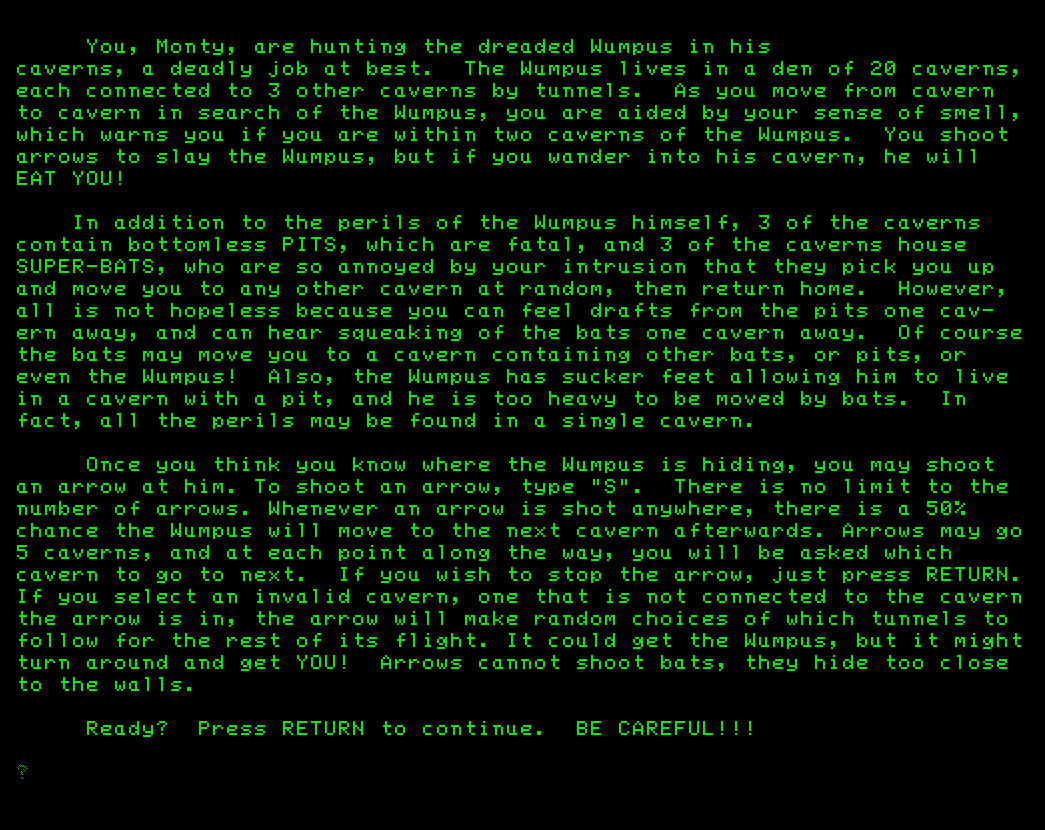 You, Monty, are hunting the dreaded Wumpus in his
caverns, a deadly job at best.  The Wumpus lives in a den of 20 caverns,
each connected to 3 other caverns by tunnels.  As you move from cavern
to cavern in search of the Wumpus, you are aided by your sense of smell,
which warns you if you are within two caverns of the Wumpus.  You shoot
arrows to slay the Wumpus, but if you wander into his cavern, he will
EAT YOU!

In addition to the perils of the Wumpus himself, 3 of the caverns
contain bottomless PITS, which are fatal, and 3 of the caverns house
SUPER-BATS, who are so annoyed by your intrusion that they pick you up
and move you to any other cavern at random, then return home.  However,
all is not hopeless because you can feel drafts from the pits one cav-
ern away, and can hear squeaking of the bats one cavern away.  Of course
the bats may move you to a cavern containing other bats, or pits, or
even the Wumpus!  Also, the Wumpus has sucker feet allowing him to live
in a cavern with a pit, and he is too heavy to be moved by bats.  In
fact, all the perils may be found in a single cavern.

Once you think you know where the Wumpus is hiding, you may shoot
an arrow at him. To shoot an arrow, type "S".  There is no limit to the
number of arrows. Whenever an arrow is shot anywhere, there is a 50%
chance the Wumpus will move to the next cavern afterwards. Arrows may go
5 caverns, and at each point along the way, you will be asked which
cavern to go to next.  If you wish to stop the arrow, just press RETURN.
If you select an invalid cavern, one that is not connected to the cavern
the arrow is in, the arrow will make random choices of which tunnels to
follow for the rest of its flight. It could get the Wumpus, but it might
turn around and get YOU!  Arrows cannot shoot bats, they hide too close
to the walls.

Ready?  Press RETURN to continue.  BE CAREFUL!!!

?